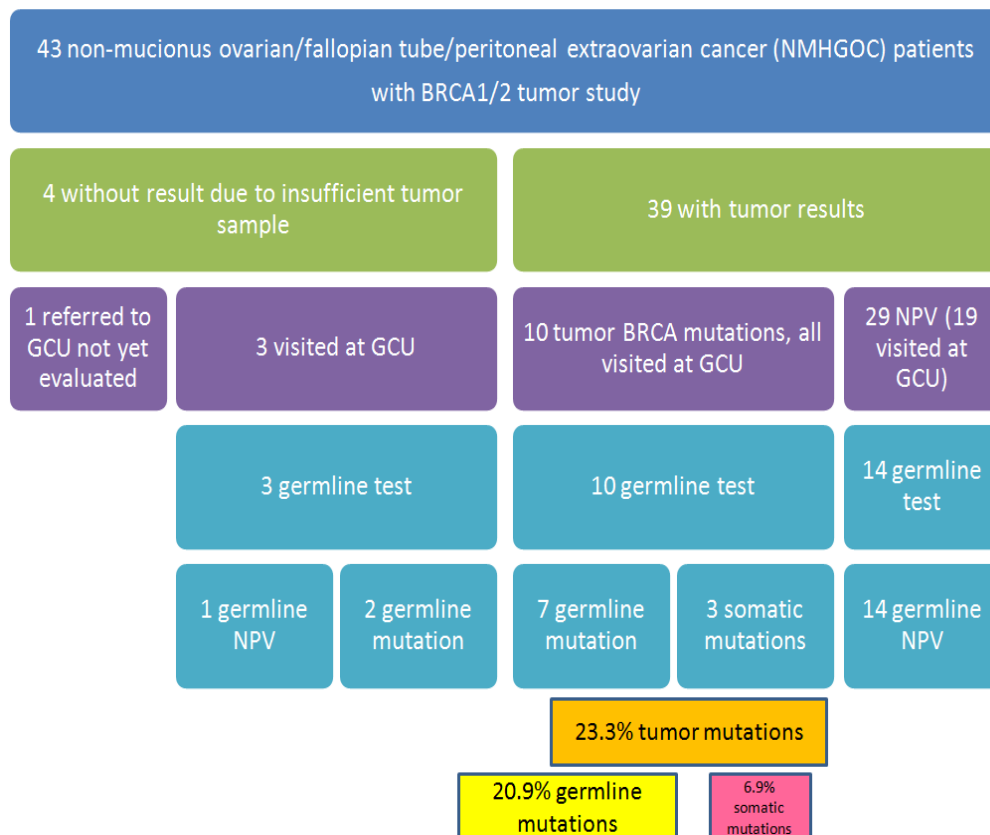 43 non-mucionus ovarian/fallopian tube/peritoneal extraovarian cancer (NMHGOC) patients
with BRCA1/2 tumor study
4 without result due to insufficient tumor
sample
39 with tumor results
1 referred to
GCU not yet
evaluated
3 visited at GCU
10 tumor BRCA mutations, all
visited at GCU
29 NPV (19
visited at
GCU)
3 germline test
10 germline test
14 germline
test
1 germline
NPV
2 germline
mutation
7 germline
mutation
3 somatic
mutations
14 germline
NPV
23.3% tumor mutations
20.9% germline
mutations
6.9%
somatic
mutations